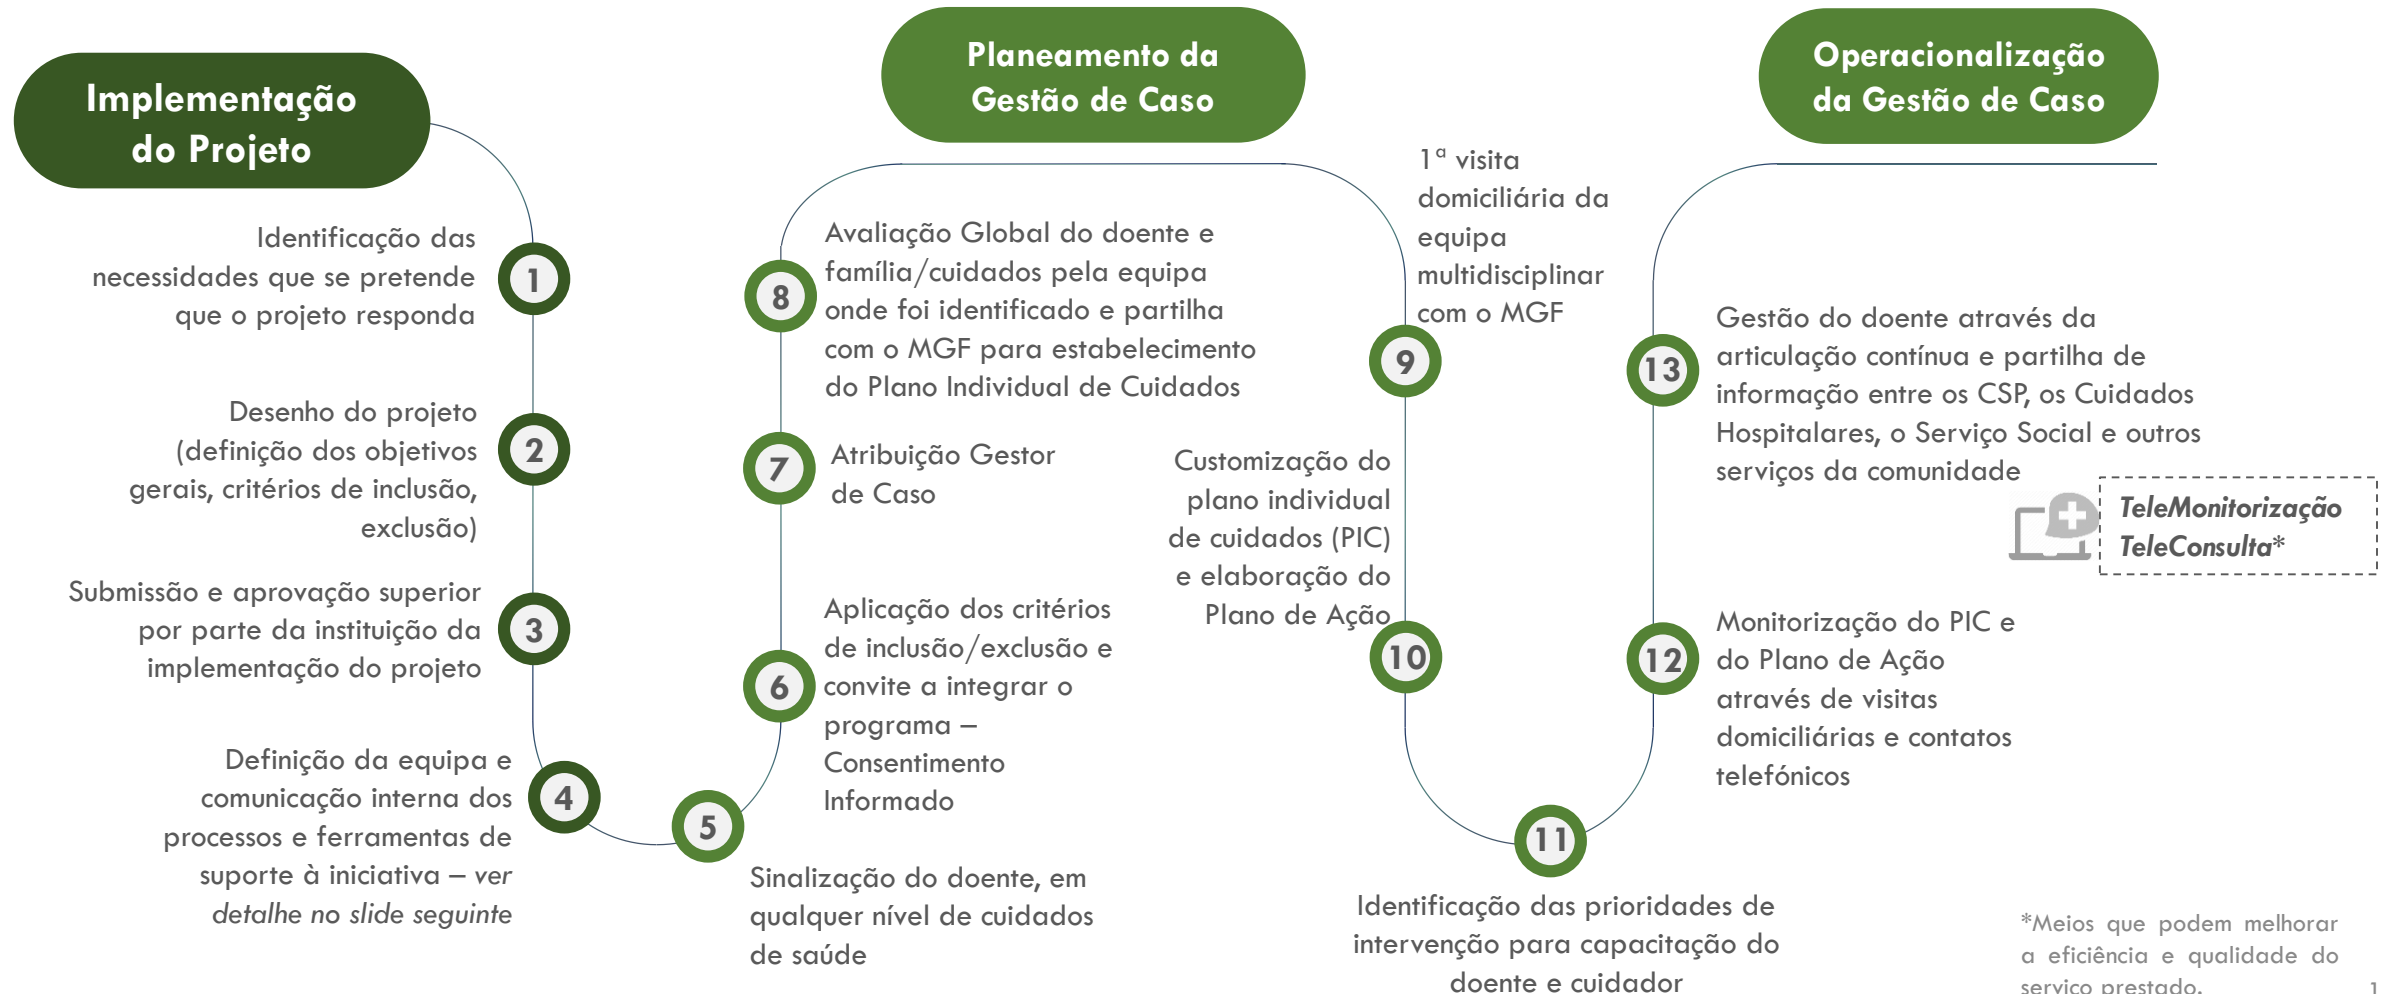 Implementação
do Projeto
1
Identificação das
necessidades que se pretende
que o projeto responda
2
Desenho do projeto
(definição dos objetivos
gerais, critérios de inclusão,
exclusão)
3
Submissão e aprovação superior
por parte da instituição da
implementação do projeto
4
Definição da equipa e
comunicação interna dos
processos e ferramentas de
suporte à iniciativa – ver
detalhe no slide seguinte
Planeamento da
Gestão de Caso
5
Sinalização do doente, em
qualquer nível de cuidados
de saúde
6
Aplicação dos critérios
de inclusão/exclusão e
convite a integrar o
programa –
Consentimento
Informado
7
Atribuição Gestor
de Caso
8
Avaliação Global do doente e
família/cuidados pela equipa
onde foi identificado e partilha
com o MGF para estabelecimento
do Plano Individual de Cuidados
9
1ª visita
domiciliária da
equipa
multidisciplinar
com o MGF
10
Customização do
plano individual
de cuidados (PIC)
e elaboração do
Plano de Ação
11
Identificação das prioridades de
intervenção para capacitação do
doente e cuidador
Operacionalização
da Gestão de Caso
12
Monitorização do PIC e
do Plano de Ação
através de visitas
domiciliárias e contatos
telefónicos
13
Gestão do doente através da
articulação contínua e partilha de
informação entre os CSP, os Cuidados
Hospitalares, o Serviço Social e outros
serviços da comunidade
TeleMonitorização
TeleConsulta*
*Meios que podem melhorar
a eficiência e qualidade do
serviço prestado.
1